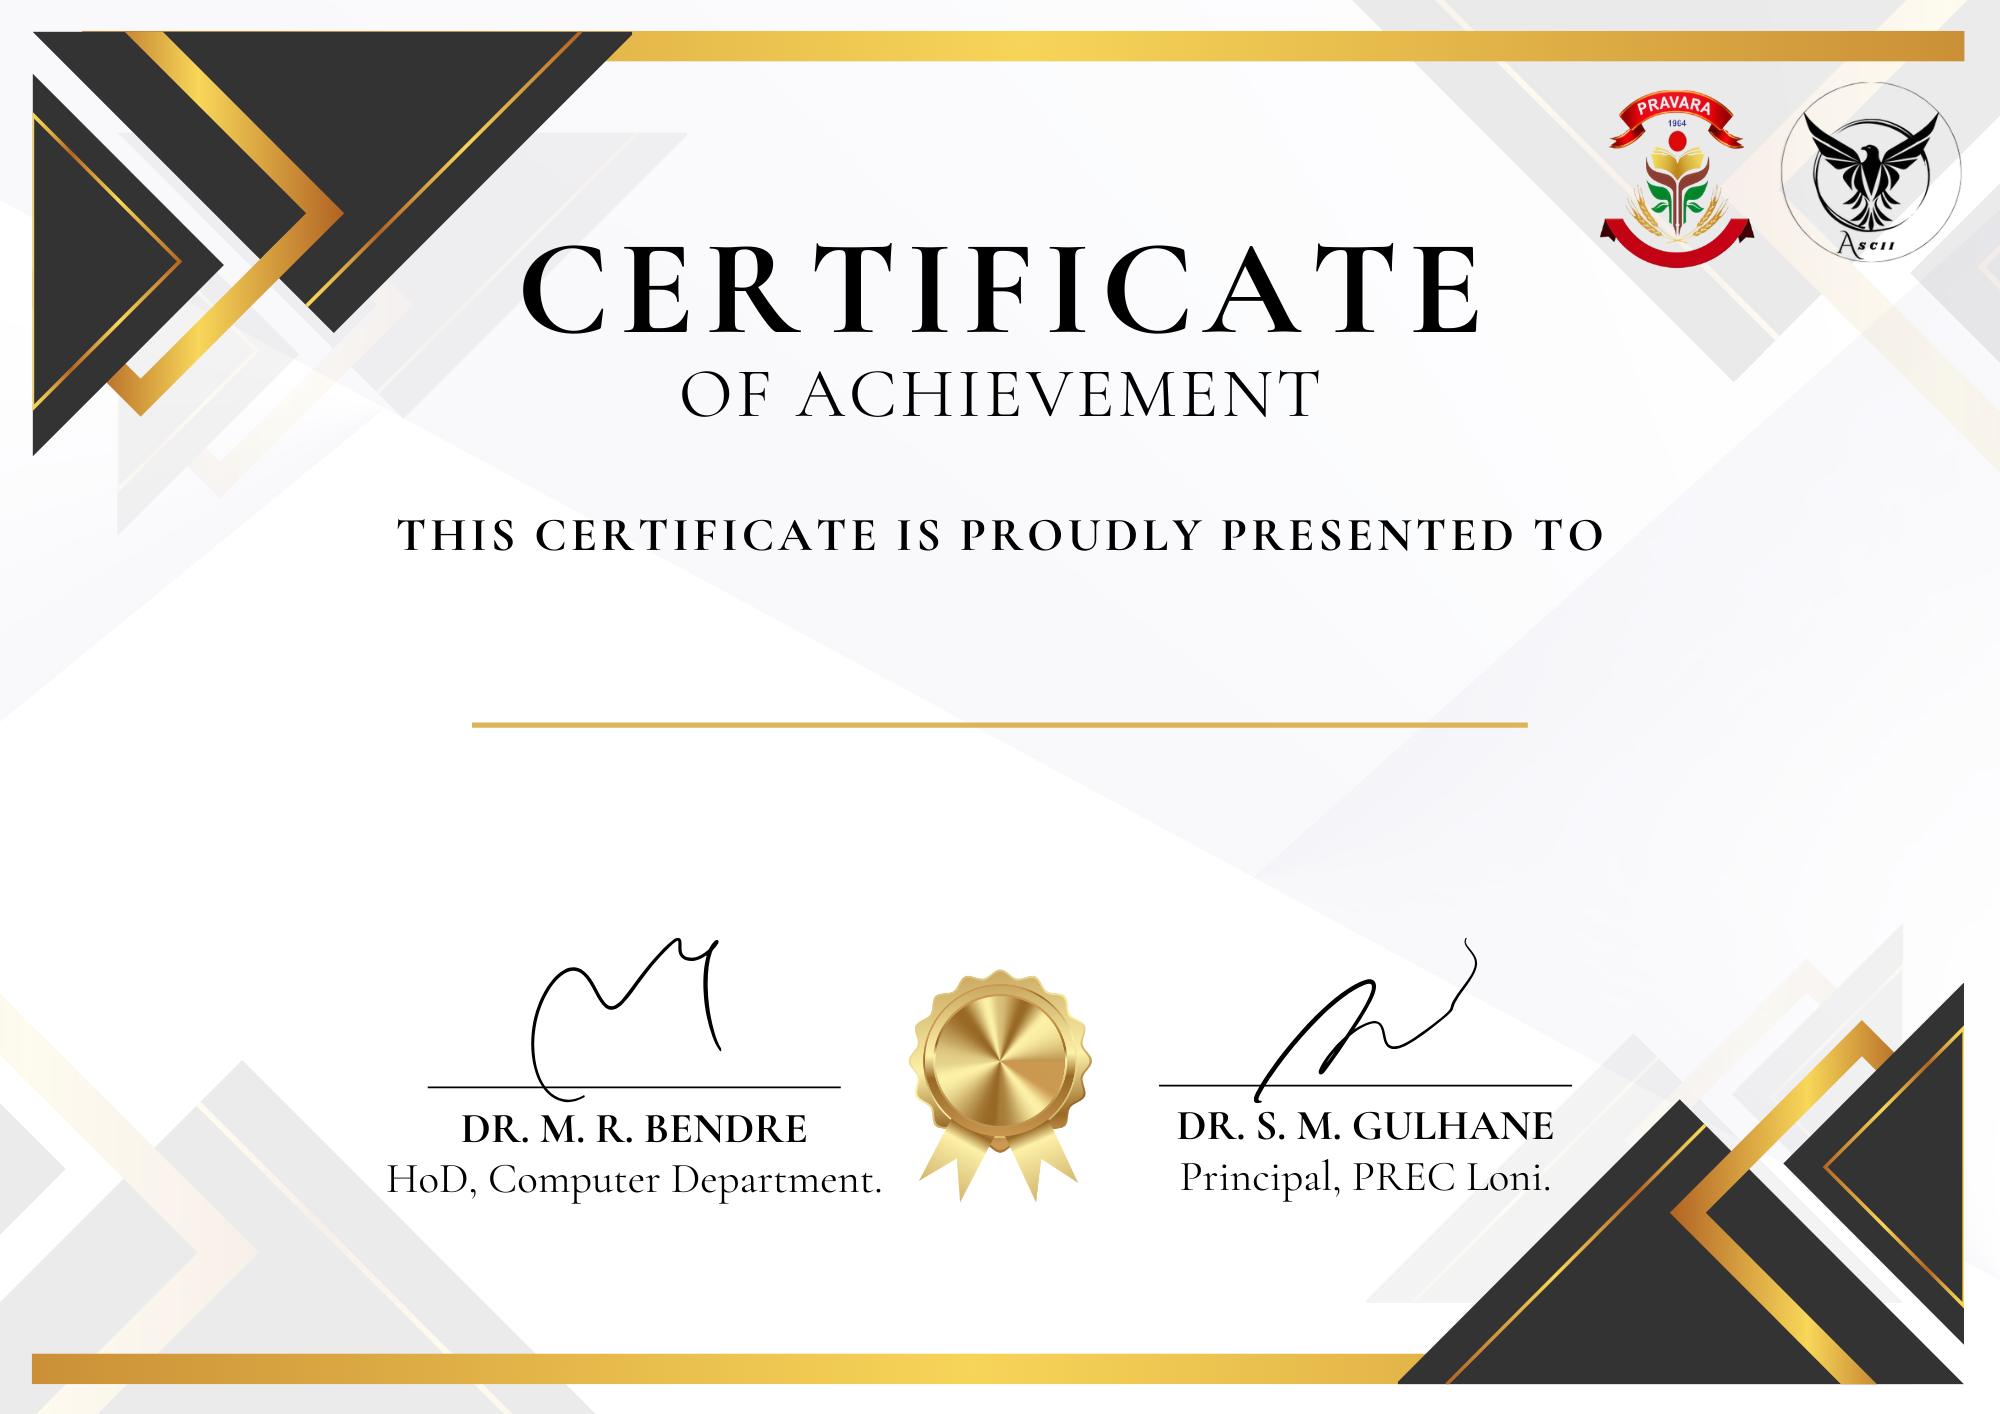 PRAVARA
1964
ASCII
CERTIFICATE
OF ACHIEVEMENT
THIS CERTIFICATE IS PROUDLY PRESENTED TO
DR. M. R. BENDRE
HoD, Computer Department.
DR. S. M. GULHANE
Principal, PREC Loni.